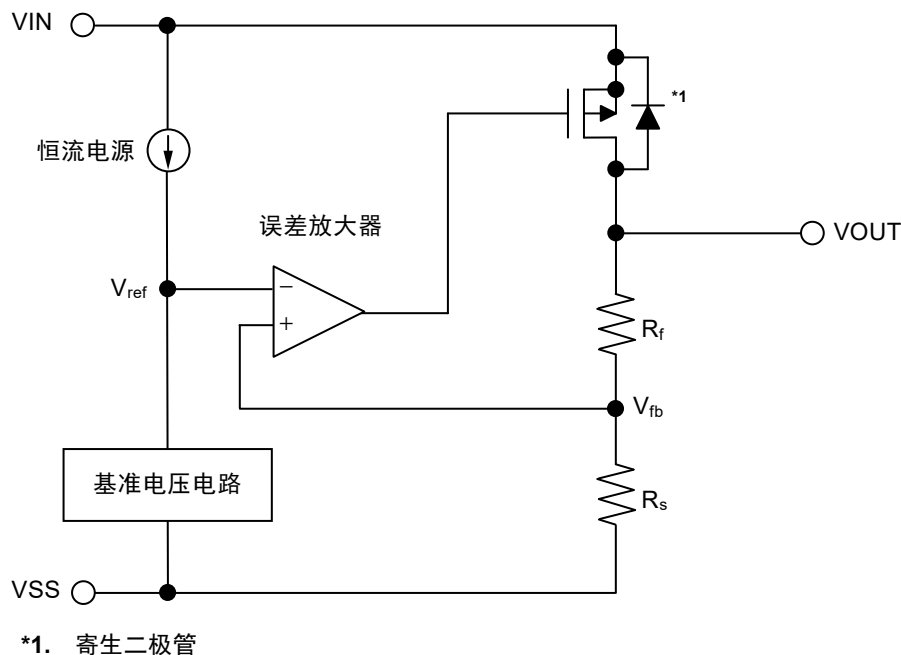 VIN
*1
恒流电源
误差放大器
VOUT
Vref
−
+
Rf
Vfb
基准电压电路
Rs
VSS
*1. 寄生二极管